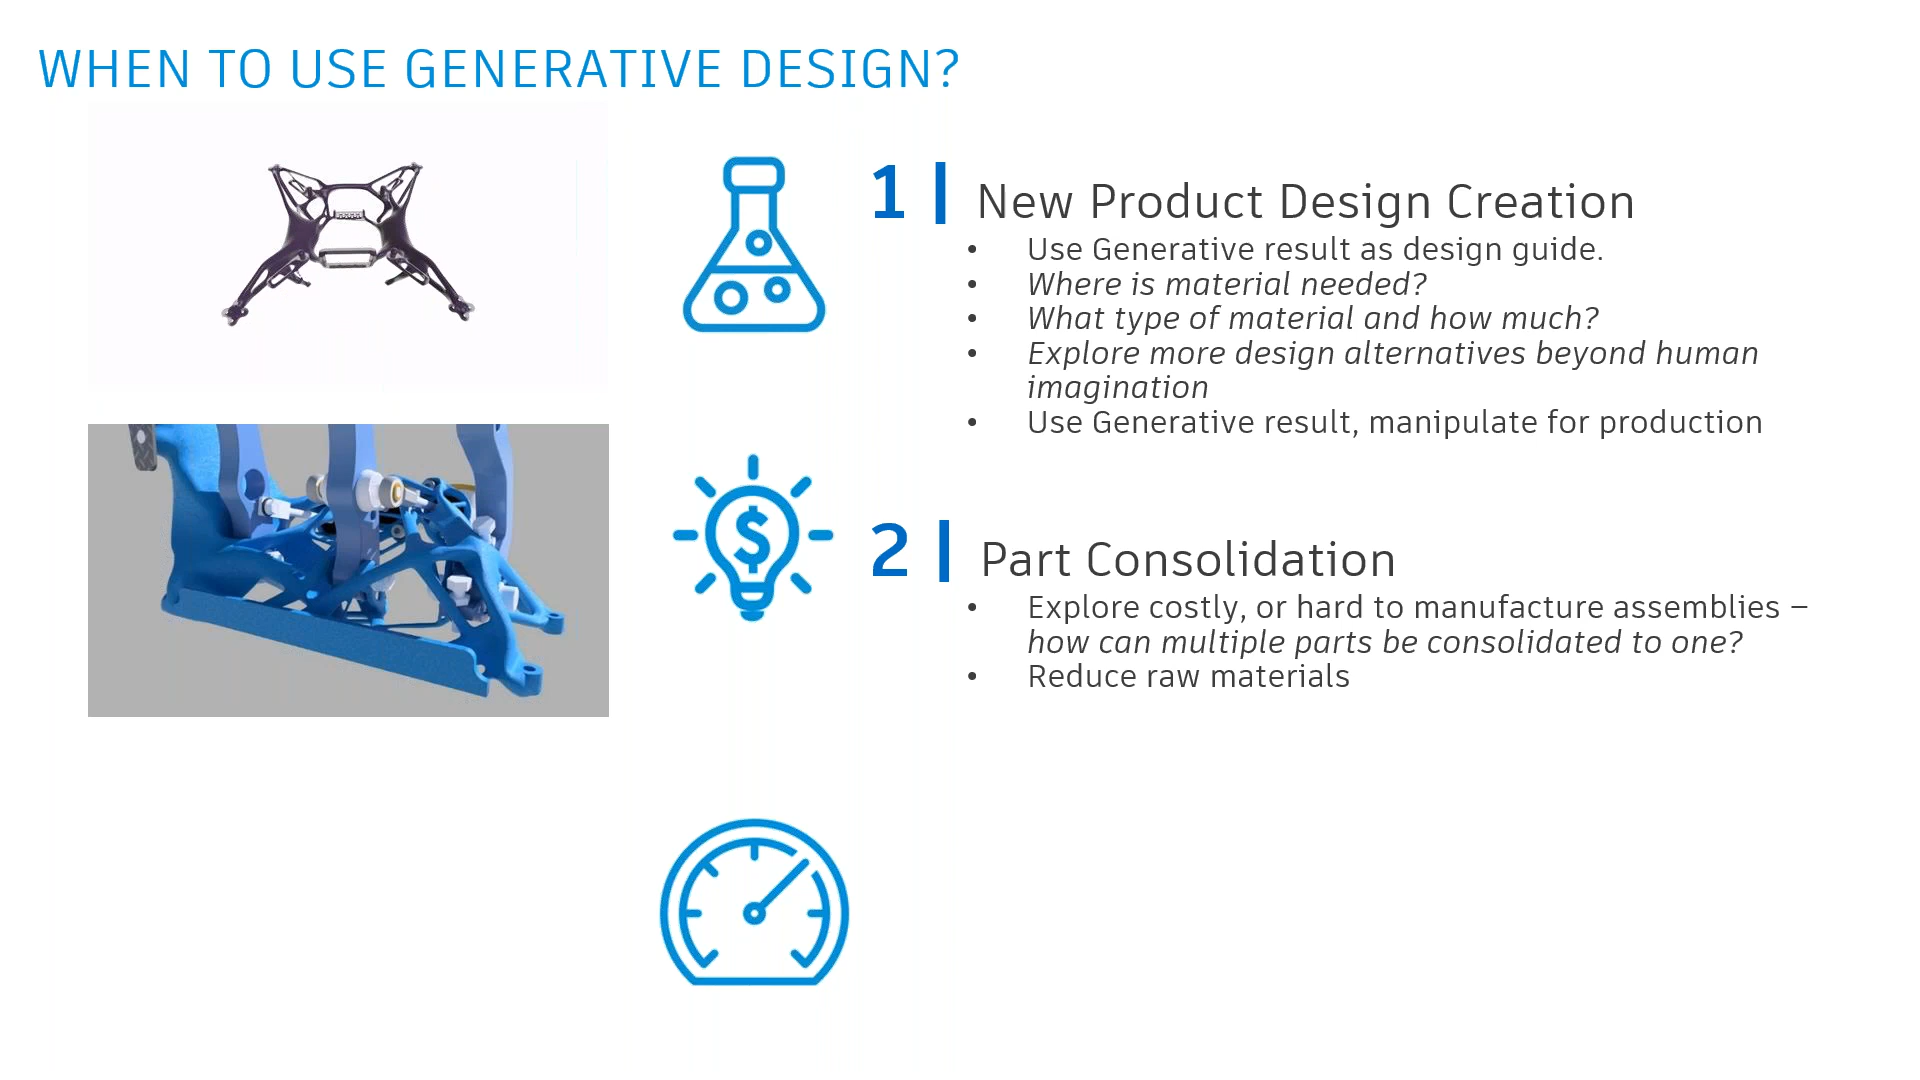 WHEN TO USE GENERATIVE DESIGN?
1 | New Product Design Creation
• Use Generative result as design guide.
• Where is material needed?
• What type of material and how much?
• Explore more design alternatives beyond human
imagination
• Use Generative result, manipulate for production
$
2 | Part Consolidation
• Explore costly, or hard to manufacture assemblies –
how can multiple parts be consolidated to one?
• Reduce raw materials